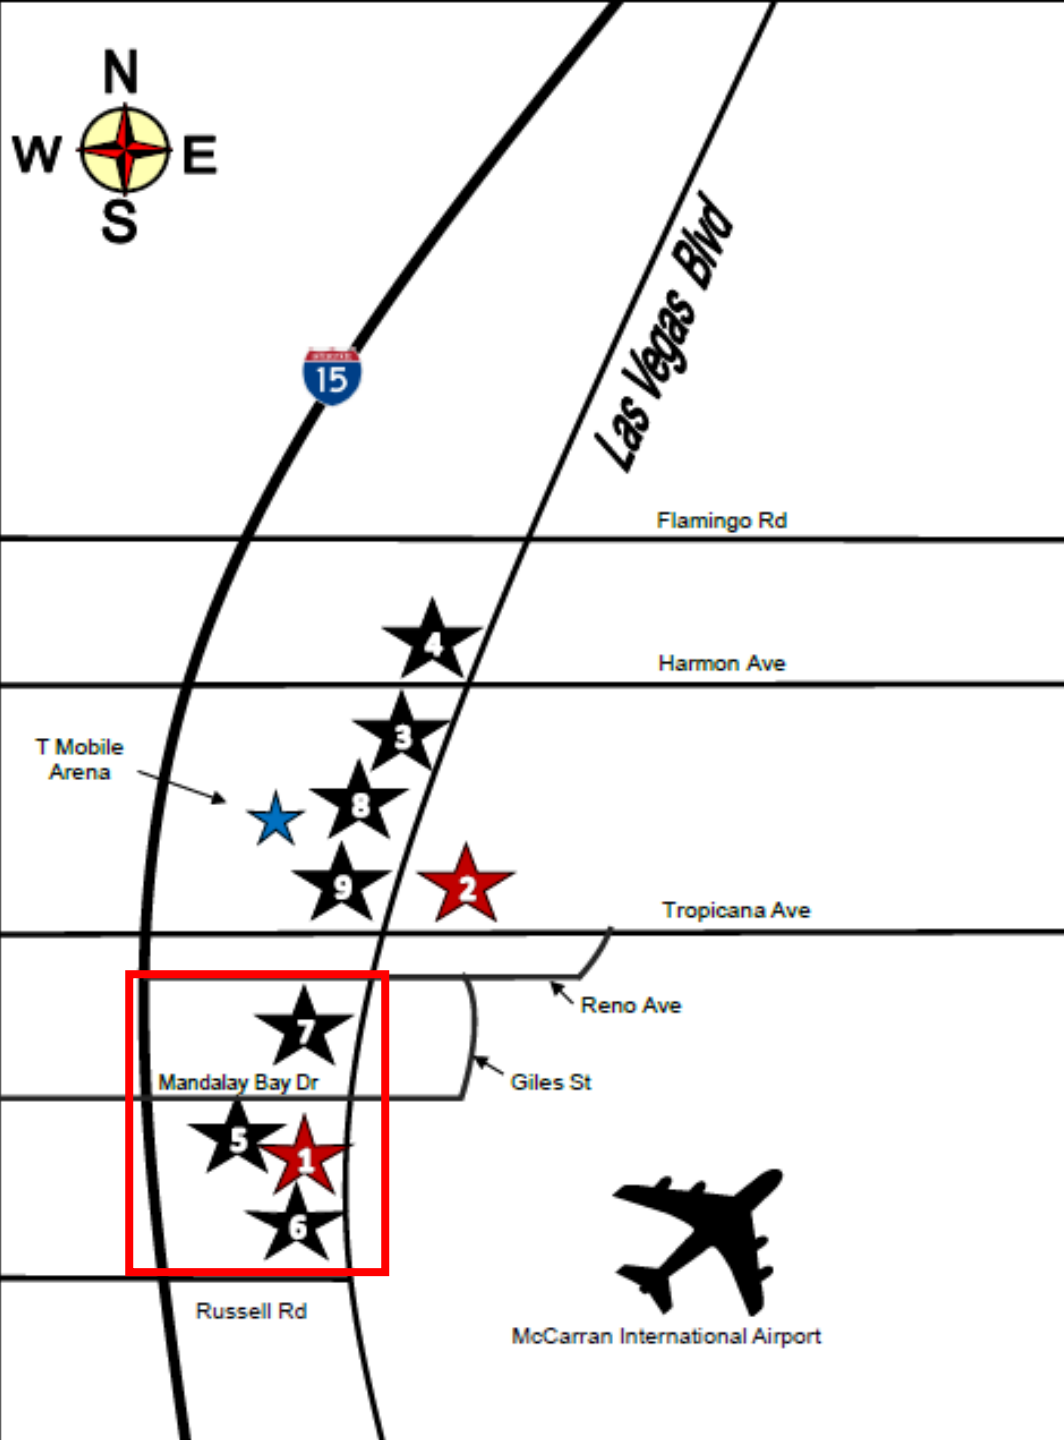 N
W E
S
15
Las Vegas Blvd
Flamingo Rd
4
Harmon Ave
3
T Mobile
Arena
8
9
2
Tropicana Ave
Reno Ave
7
Mandalay Bay Dr
Giles St
5
1
6
Russell Rd
McCarran International Airport